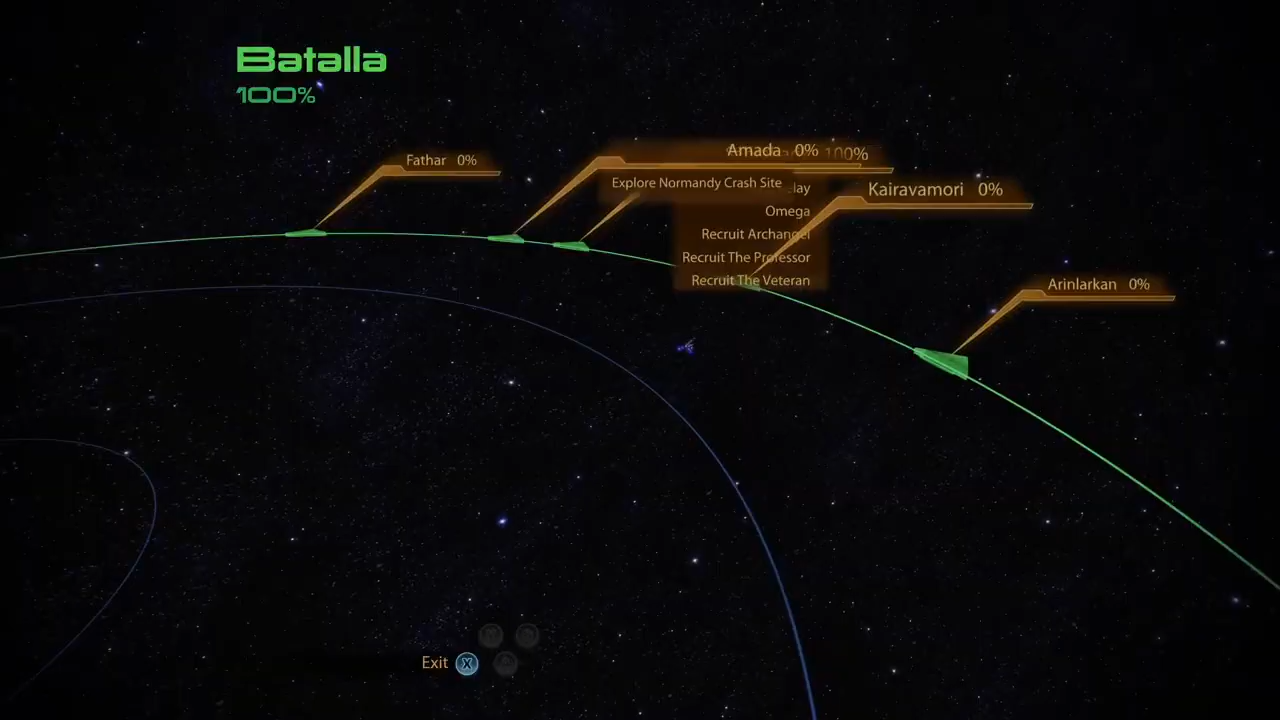 Batalla
100%
Fathar 0%
Amada 0%
100%
Explore Normandy Crash Site
Kairavamori 0%
Omega
Recruit Archangel
Recruit The Professor
Recruit The Veteran
Arinlarkan 0%
Exit X